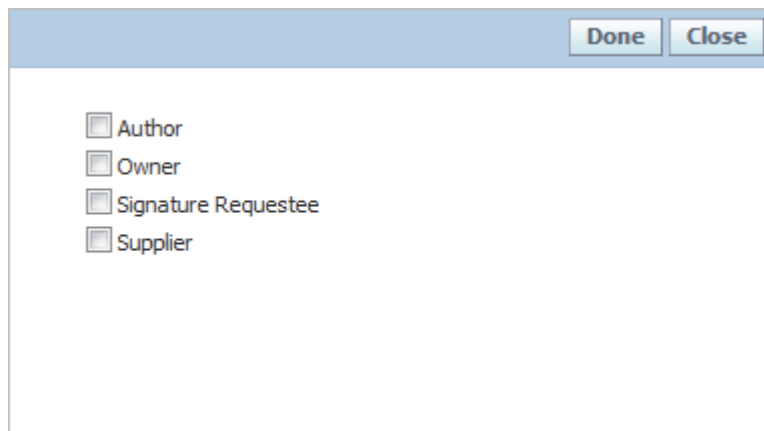 Done Close
Author
Owner
Signature Requestee
Supplier